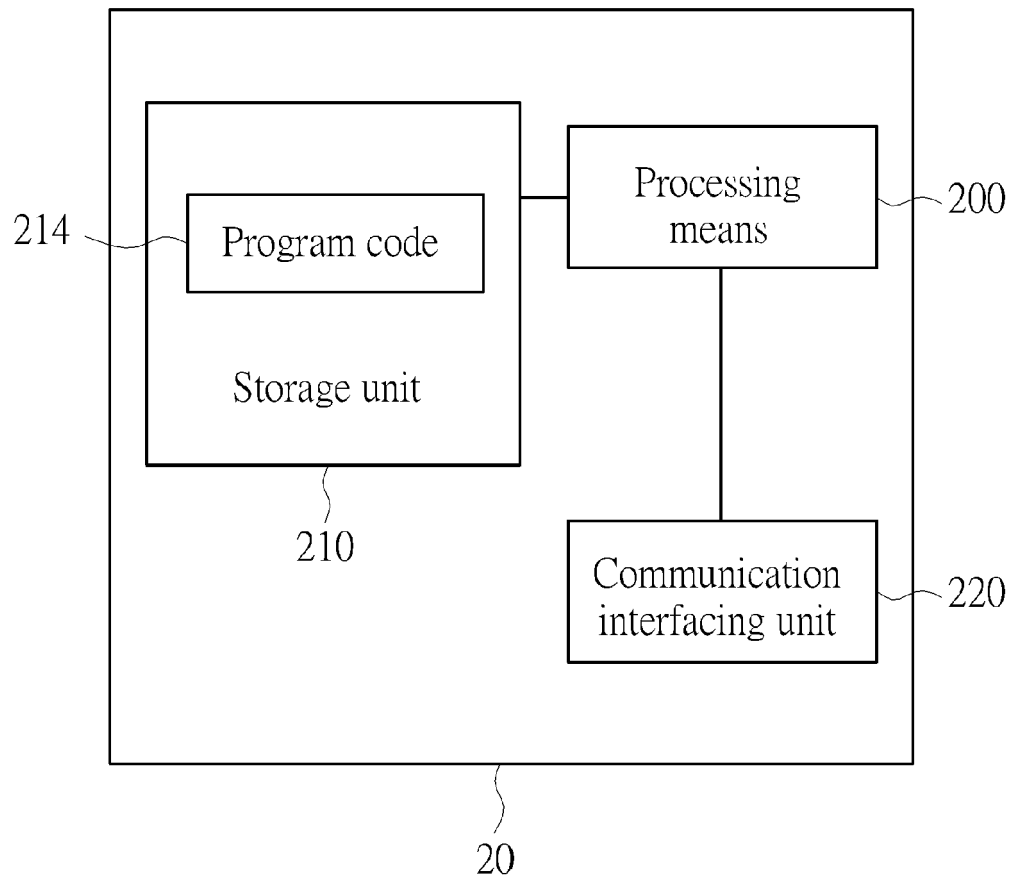 Processing
means
200
214
Program code
Storage unit
210
Communication
interfacing unit
220
20